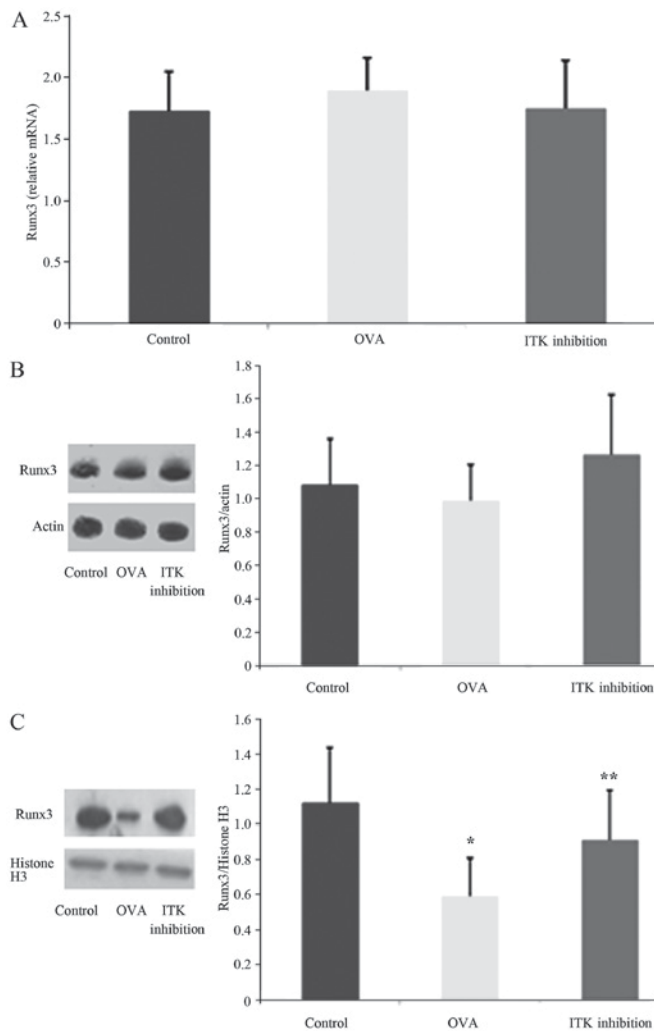 A
2.5
2.0
1.5
1.0
0.5
0
Runx3 (relative mRNA)
Control OVA ITK inhibition
B
Runx3
Actin
Control OVA ITK
inhibition
1.8
1.6
1.4
1.2
1.0
0.8
0.6
0.4
0.2
0
Runx3/actin
Control OVA ITK inhibition
C
Runx3
Histone
H3
Control OVA ITK
inhibition
1.6
1.4
1.2
1.0
0.8
0.6
0.4
0.2
0
Runx3/Histone H3
*
**
Control OVA ITK inhibition